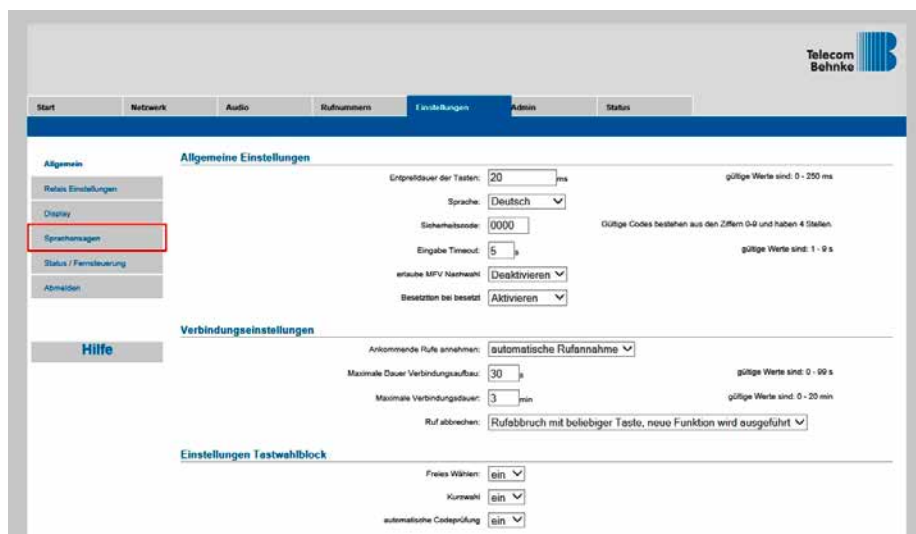 Telecom
Behnke
Start Netzwerk Audio Rufnummern Einstellungen Admin Status
Allgemein
Relais Einstellungen
Display
Sprachansagen
Status / Fernsteuerung
Abmelden
Hilfe
Allgemeine Einstellungen
Entprelldauer der Tasten: 20 ms gültige Werte sind: 0 - 250 ms
Sprache: Deutsch
Sicherheitscode: 0000 Gültige Codes bestehen aus den Ziffern 0-9 und haben 4 Stellen.
Eingabe Timeout: 5 s gültige Werte sind: 1 - 9 s
erlaube MFV Nachwahl Deaktivieren
Besetztton bei besetzt Aktivieren
Verbindungseinstellungen
Ankommende Rufe annehmen: automatische Rufannahme
Maximale Dauer Verbindungsaufbau: 30 s gültige Werte sind: 0 - 99 s
Maximale Verbindungsdauer: 3 min gültige Werte sind: 0 - 20 min
Ruf abbrechen: Rufabbruch mit beliebiger Taste, neue Funktion wird ausgeführt
Einstellungen Tastwahlblock
Freies Wählen: ein
Kurzwahl ein
automatische Codeprüfung ein